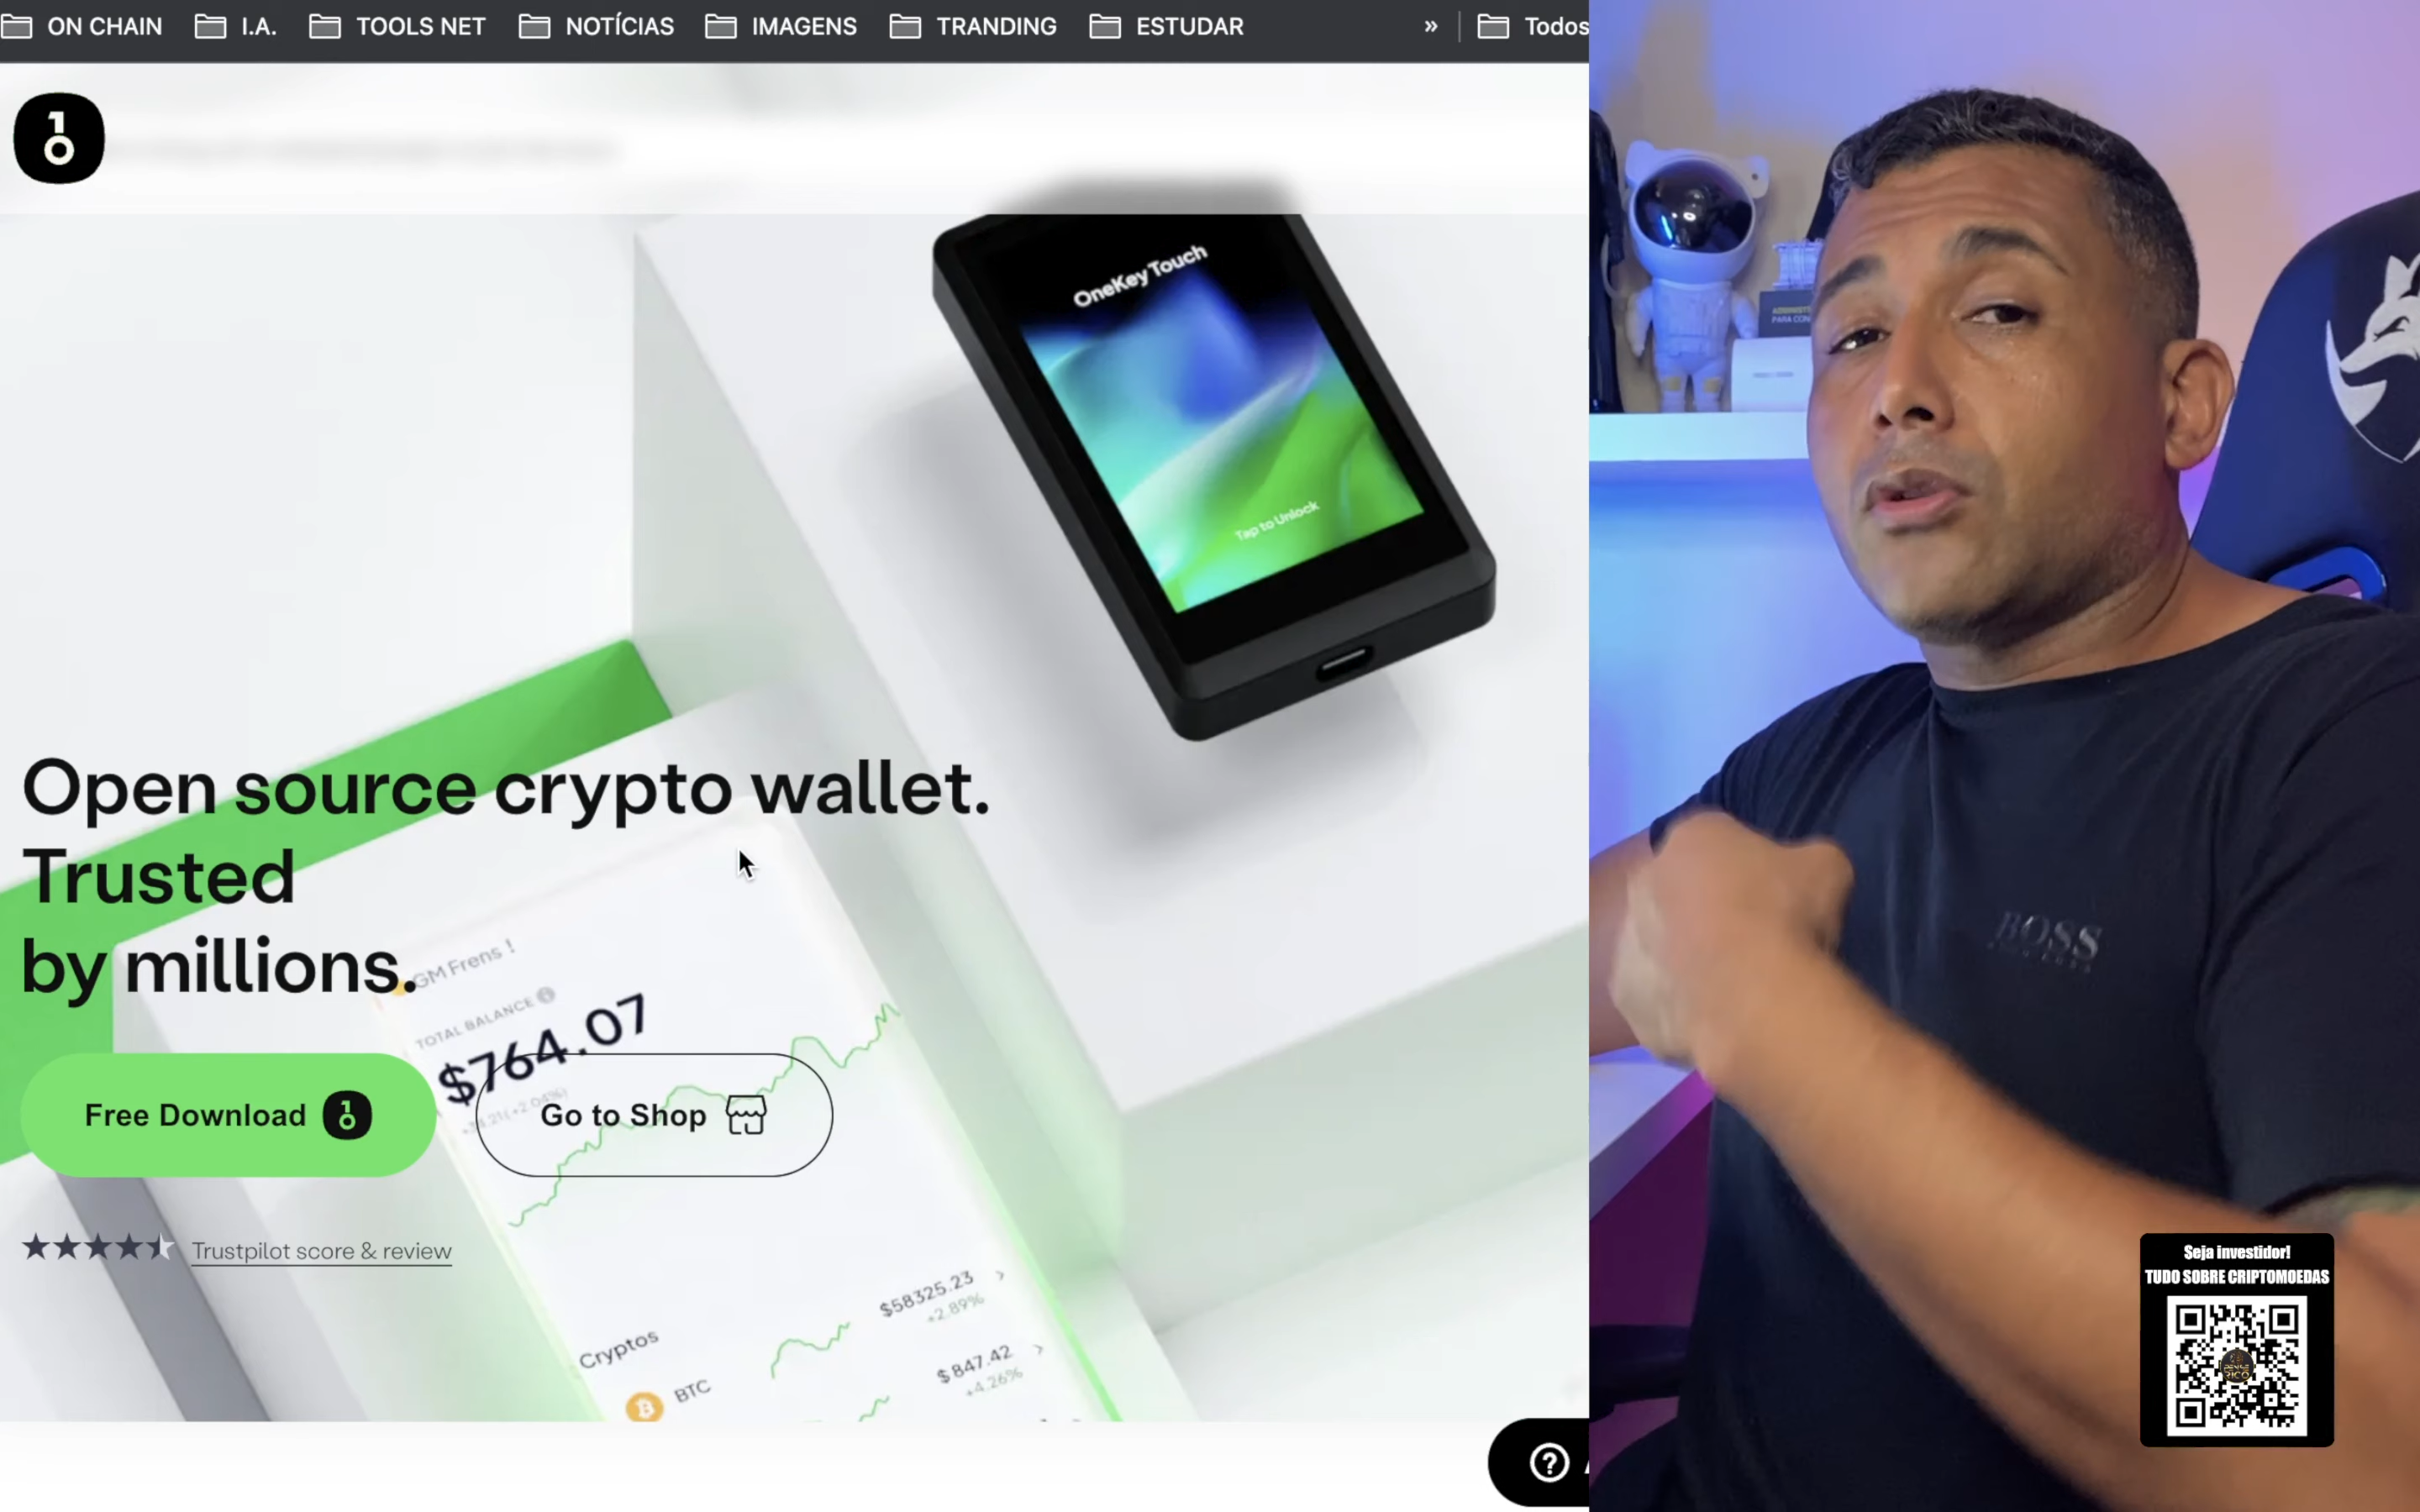 ON CHAIN
I.A.
TOOLS NET
NOTÍCIAS
IMAGENS
TRANDING
ESTUDAR
»
Todos
OneKey Touch
Tap to Unlock
Open source crypto wallet.
Trusted
by millions.
GM Frens !
TOTAL BALANCE
$764.07
Free Download
Go to Shop
Trustpilot score & review
$58325.23
+2.89%
Cryptos
BTC
$847.42
+4.26%
PARA CON
BOSS
Seja investidor!
TUDO SOBRE CRIPTOMOEDAS